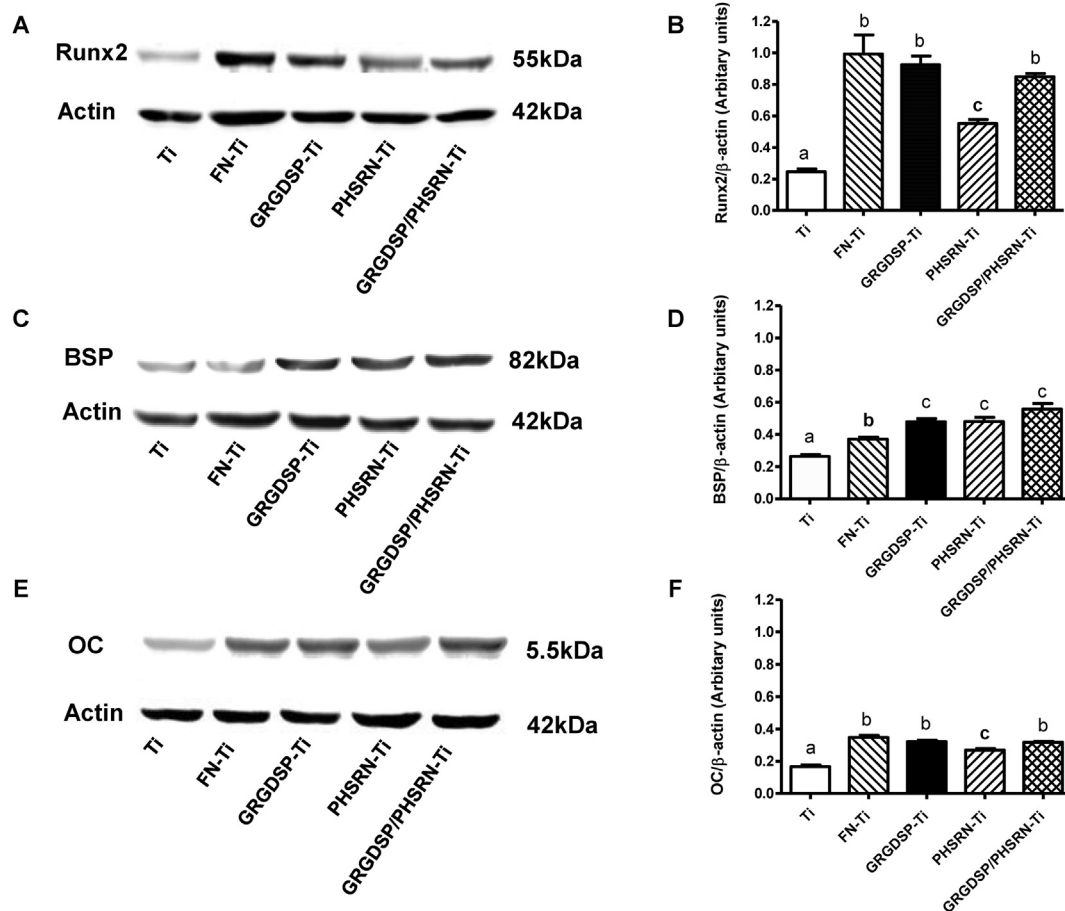 A
Runx2
55kDa
Actin
42kDa
Ti
FN-Ti
GRGDSP-Ti
PHSRN-Ti
GRGDSP/PHSRN-Ti
B
Runx2/β-actin (Arbitary units)
1.2
1.0
0.8
0.6
0.4
0.2
0.0
a
b
b
c
b
Ti
FN-Ti
GRGDSP-Ti
PHSRN-Ti
GRGDSP/PHSRN-Ti
C
BSP
82kDa
Actin
42kDa
Ti
FN-Ti
GRGDSP-Ti
PHSRN-Ti
GRGDSP/PHSRN-Ti
D
BSP/β-actin (Arbitary units)
1.2
1.0
0.8
0.6
0.4
0.2
0.0
a
b
c
c
c
Ti
FN-Ti
GRGDSP-Ti
PHSRN-Ti
GRGDSP/PHSRN-Ti
E
OC
5.5kDa
Actin
42kDa
Ti
FN-Ti
GRGDSP-Ti
PHSRN-Ti
GRGDSP/PHSRN-Ti
F
OC/β-actin (Arbitary units)
1.2
1.0
0.8
0.6
0.4
0.2
0.0
a
b
b
c
b
Ti
FN-Ti
GRGDSP-Ti
PHSRN-Ti
GRGDSP/PHSRN-Ti